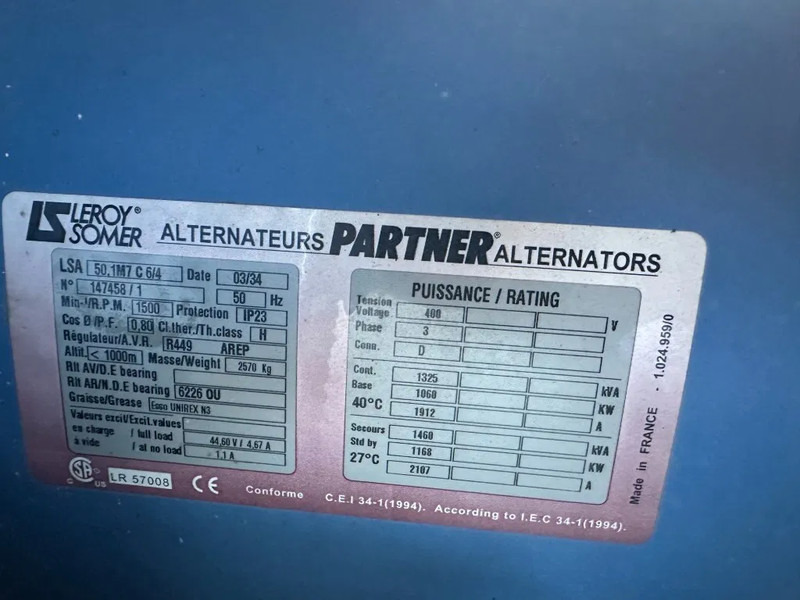 LS LEROY® SOMER ALTERNATEURS PARTNER® ALTERNATORS
LSA 50.1M7 C 6/4 Date 03/34
N° 147458 / 1 50 Hz
Min-¹/R.P.M. 1500 Protection IP23
Cos Ø /P.F. 0,80 Cl.ther./Th.class H
Régulateur/A.V.R. R449 AREP
Altit. < 1000m Masse/Weight 2570 Kg
Rlt AV/D.E bearing
Rlt AR/N.D.E bearing 6226 QU
Graisse/Grease Esso UNIREX N3
Valeurs excit/Excit.values
en charge / full load 44,60 V / 4,67 A
à vide / at no load 1,1 A
PUISSANCE / RATING
Tension
Voltage 400 V
Phase 3
Conn. D
Cont. 1325 kVA
Base 1060 KW
40°C 1912 A
Secours 1460 kVA
Std by 1168 KW
27°C 2107 A
C US LR 57008 CE Conforme C.E.I 34-1(1994). According to I.E.C 34-1(1994).
Made in FRANCE · 1.024.959/0